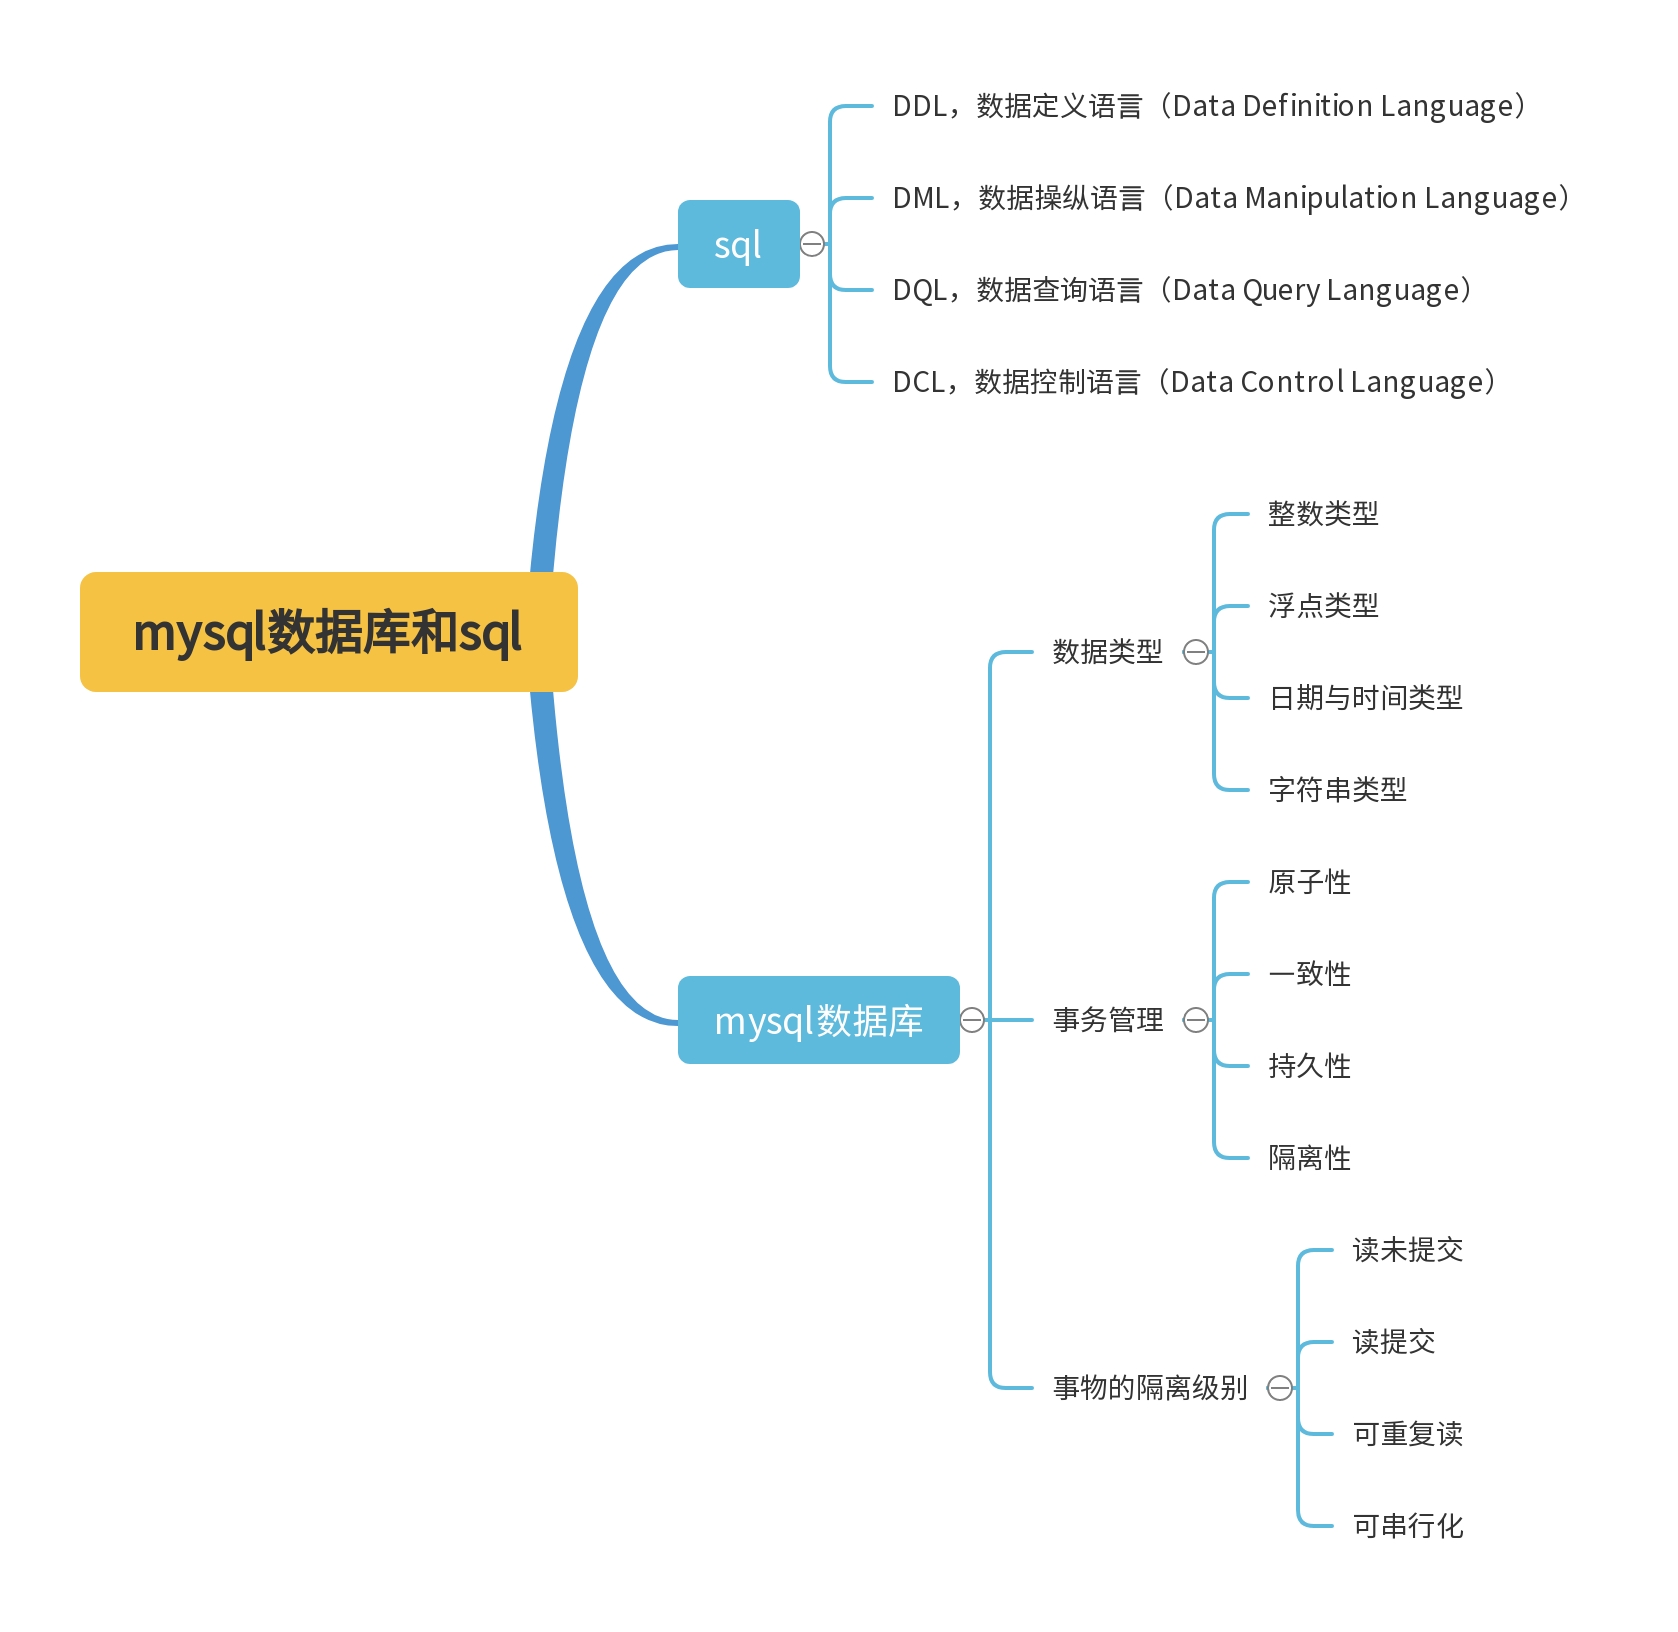 mysql数据库和sql
sql
DDL，数据定义语言（Data Definition Language）
DML，数据操纵语言（Data Manipulation Language）
DQL，数据查询语言（Data Query Language）
DCL，数据控制语言（Data Control Language）
mysql数据库
数据类型
整数类型
浮点类型
日期与时间类型
字符串类型
事务管理
原子性
一致性
持久性
隔离性
事物的隔离级别
读未提交
读提交
可重复读
可串行化